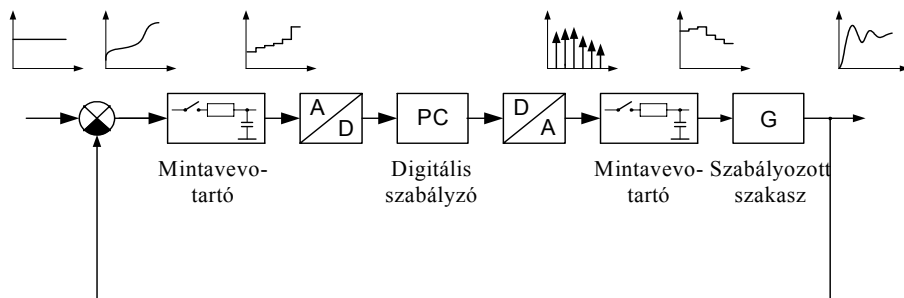 A
D
PC
D
A
G
Mintavevo-
tartó
Digitális
szabályzó
Mintavevo-
tartó
Szabályozott
szakasz